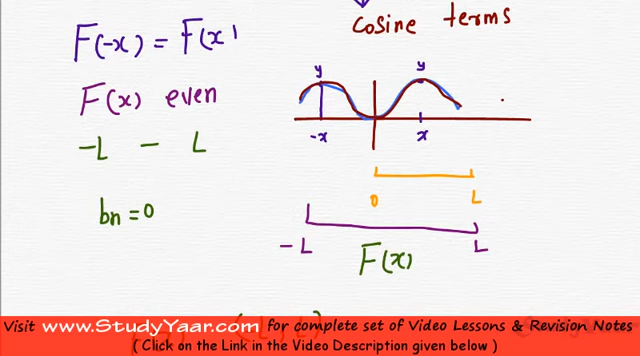 cosine terms
F(-x) = F(x)
F(x) even
-L - L
bn = 0
y y
-x x
0 L
-L L
F(x)
Visit www.StudyYaar.com for complete set of Video Lessons & Revision Notes
( Click on the Link in the Video Description given below )